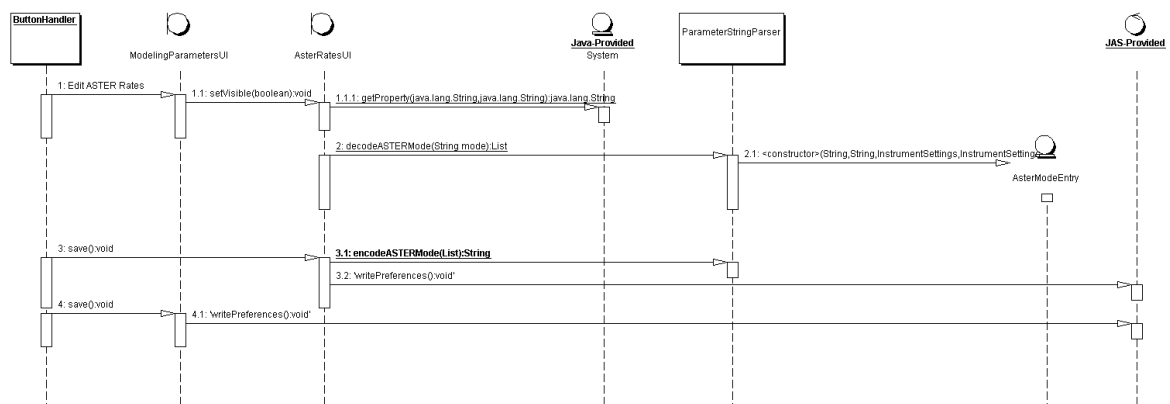 ButtonHandler
ModelingParametersUI
AsterRatesUI
Java-Provided
System
ParameterStringParser
JAS-Provided
1: Edit ASTER Rates
1.1: setVisible(boolean):void
1.1.1: getProperty(java.lang.String,java.lang.String):java.lang.String
2: decodeASTERMode(String mode):List
2.1: <constructor>(String,String,InstrumentSettings,InstrumentSettings
AsterModeEntry
3: save():void
3.1: encodeASTERMode(List):String
3.2: 'writePreferences():void'
4: save():void
4.1: 'writePreferences():void'